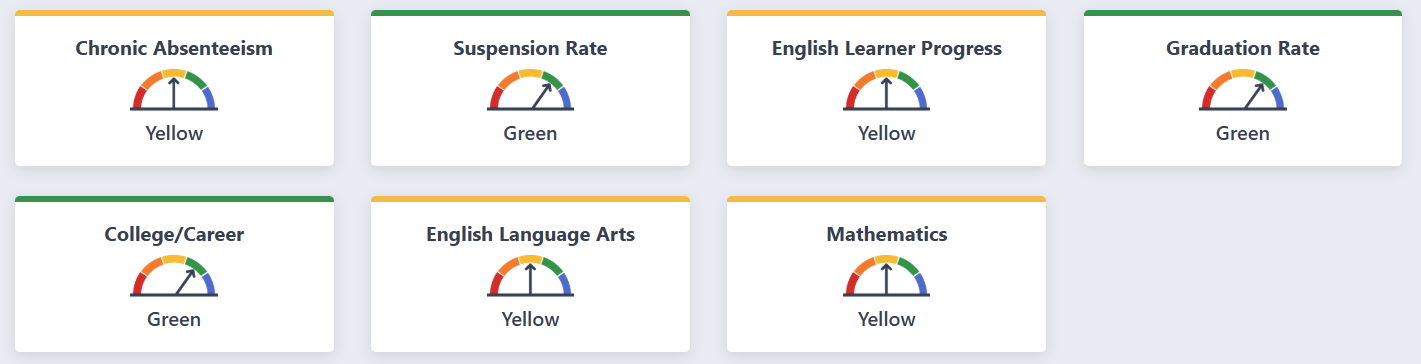 Chronic Absenteeism
Yellow
Suspension Rate
Green
English Learner Progress
Yellow
Graduation Rate
Green
College/Career
Green
English Language Arts
Yellow
Mathematics
Yellow